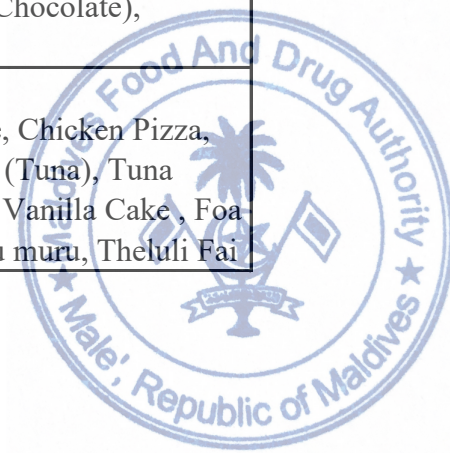 Chocolate),
, Chicken Pizza,
(Tuna), Tuna
Vanilla Cake , Foa
muru, Theluli Fai
Maldives Food And Drug Authority
★ Male', Republic of Maldives ★